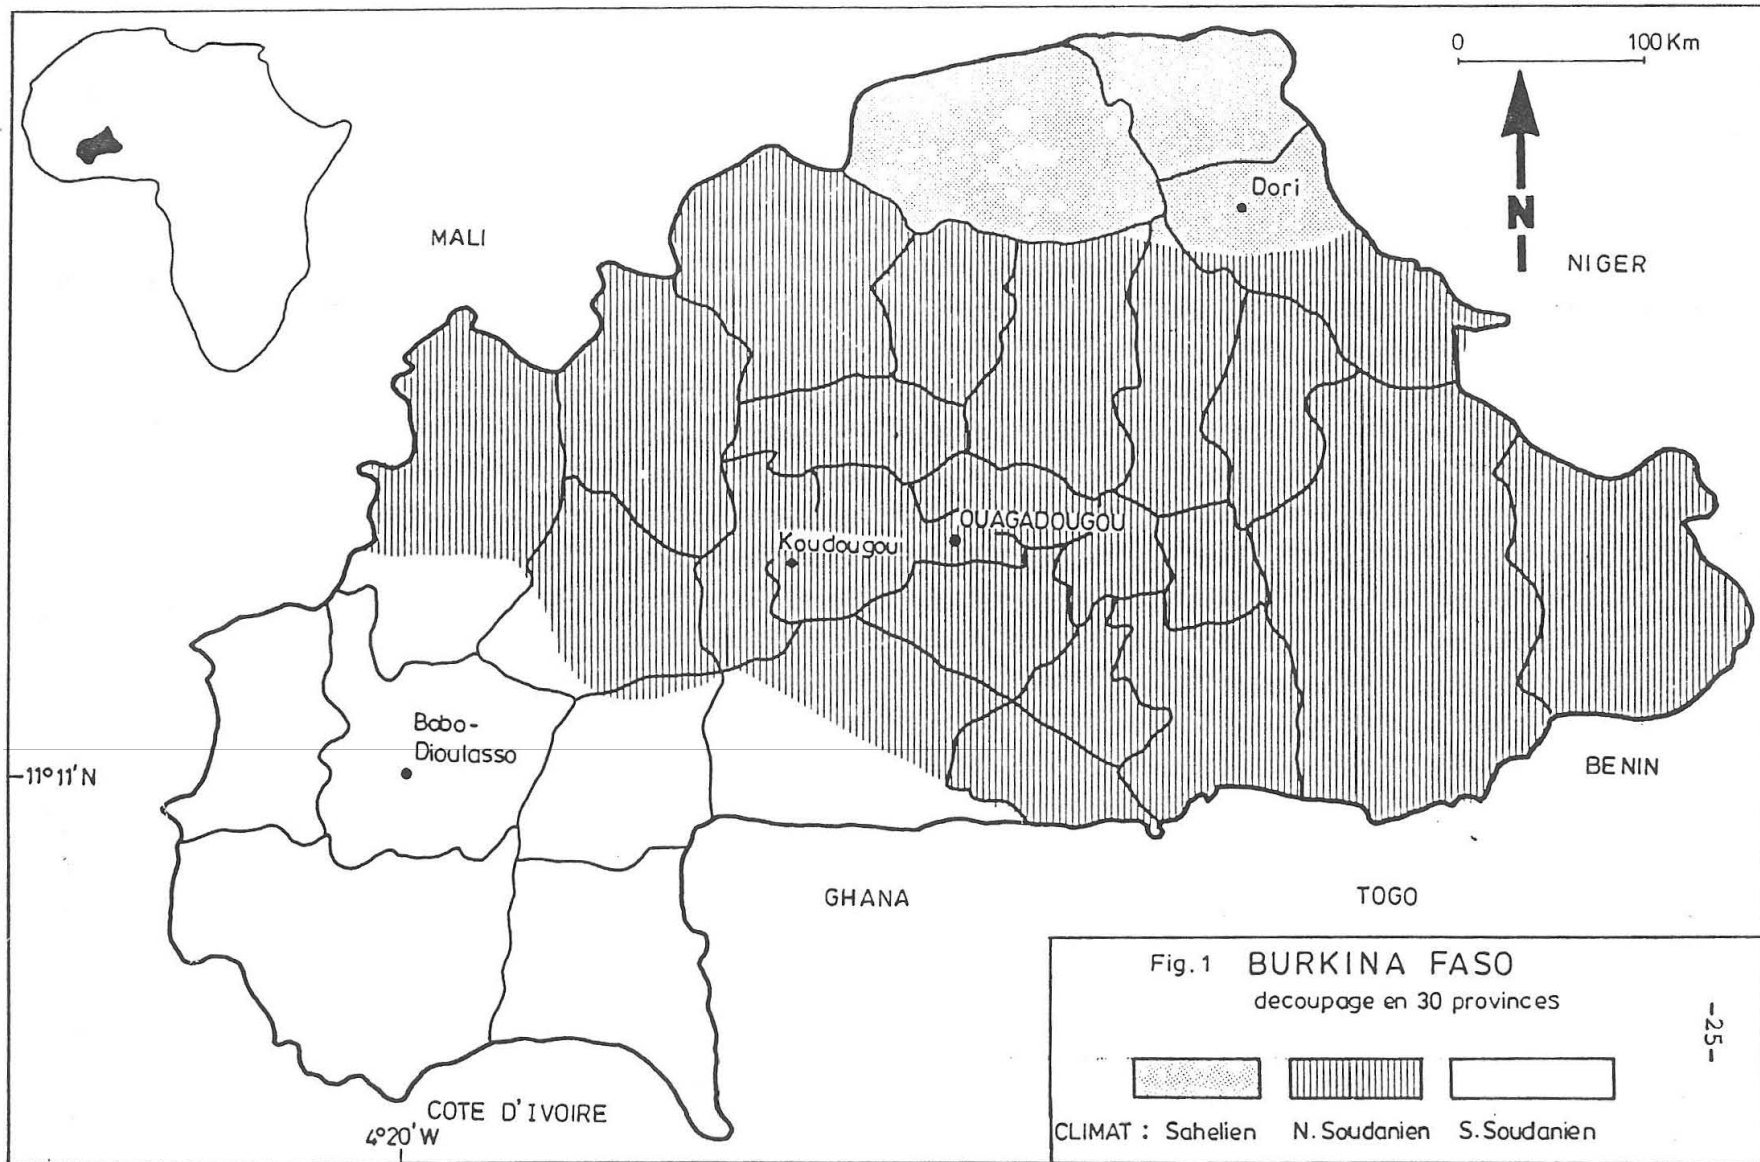 0 100 Km
N
Dori
MALI
NIGER
OUAGADOUGOU
Koudougou
Bobo-
Dioulasso
11°11'N
BENIN
GHANA
TOGO
COTE D'IVOIRE
4°20'W
Fig.1 BURKINA FASO
decoupage en 30 provinces
CLIMAT : Sahelien N.Soudanien S.Soudanien
-25-